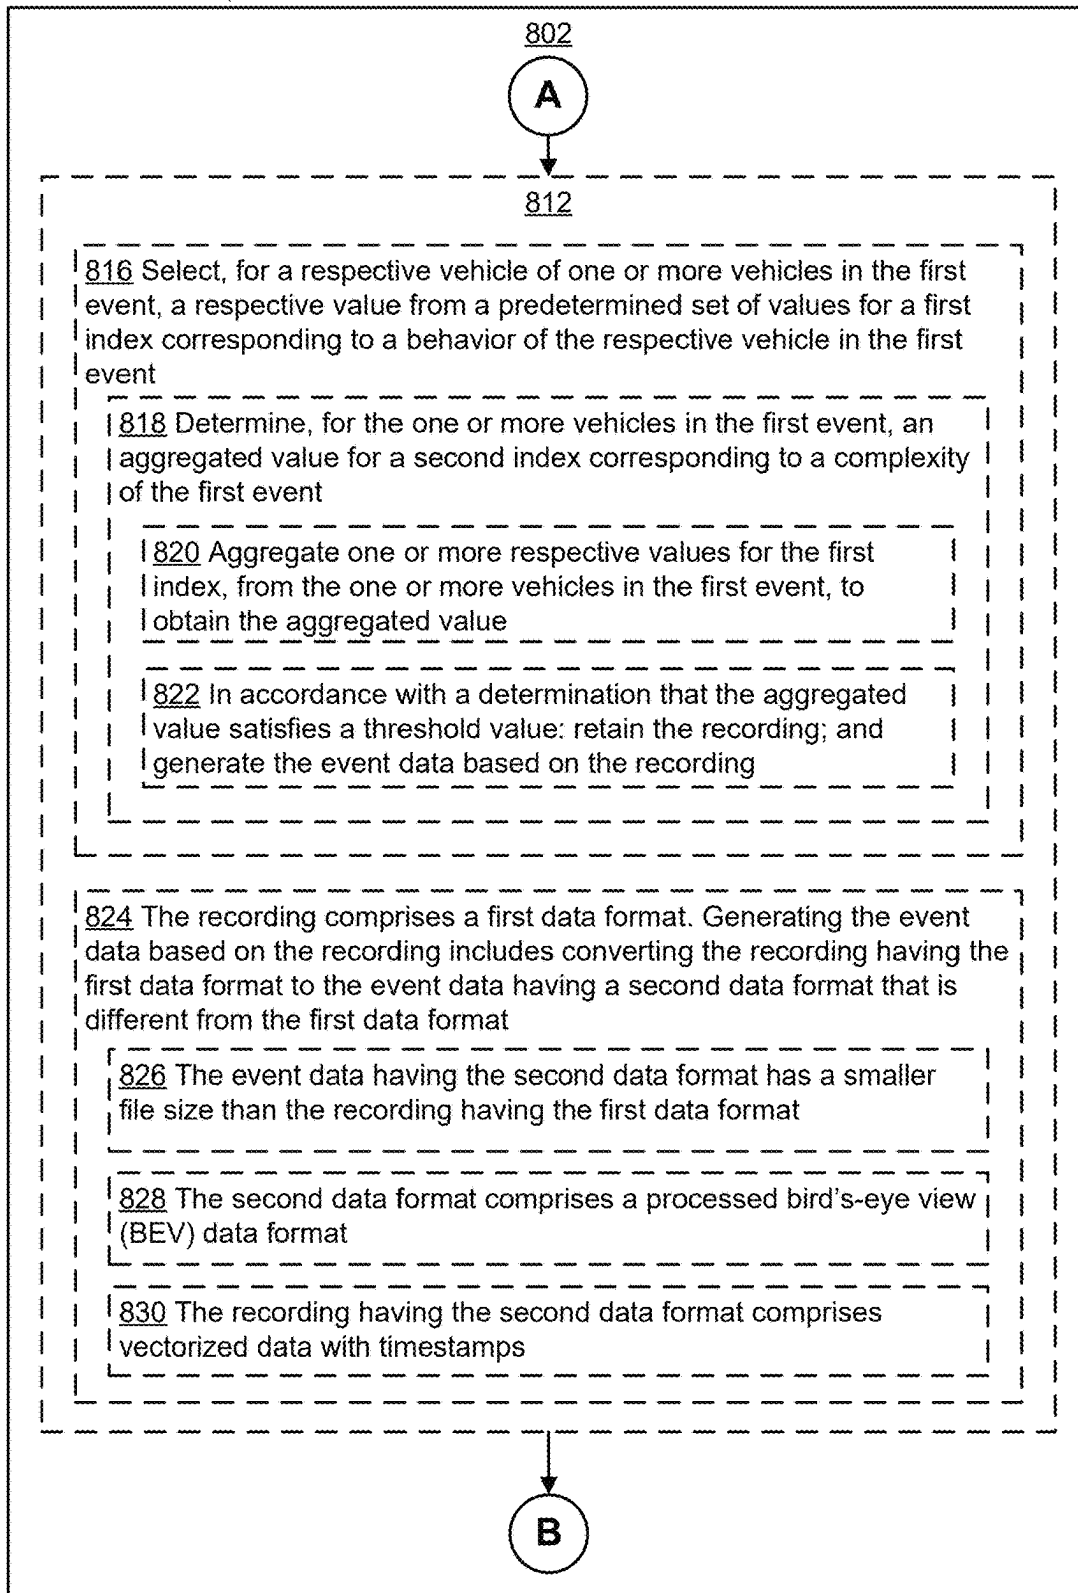 802
A
812
816 Select, for a respective vehicle of one or more vehicles in the first
event, a respective value from a predetermined set of values for a first
index corresponding to a behavior of the respective vehicle in the first
event
818 Determine, for the one or more vehicles in the first event, an
aggregated value for a second index corresponding to a complexity
of the first event
820 Aggregate one or more respective values for the first
index, from the one or more vehicles in the first event, to
obtain the aggregated value
822 In accordance with a determination that the aggregated
value satisfies a threshold value: retain the recording; and
generate the event data based on the recording
824 The recording comprises a first data format. Generating the event
data based on the recording includes converting the recording having the
first data format to the event data having a second data format that is
different from the first data format
826 The event data having the second data format has a smaller
file size than the recording having the first data format
828 The second data format comprises a processed bird's-eye view
(BEV) data format
830 The recording having the second data format comprises
vectorized data with timestamps
B